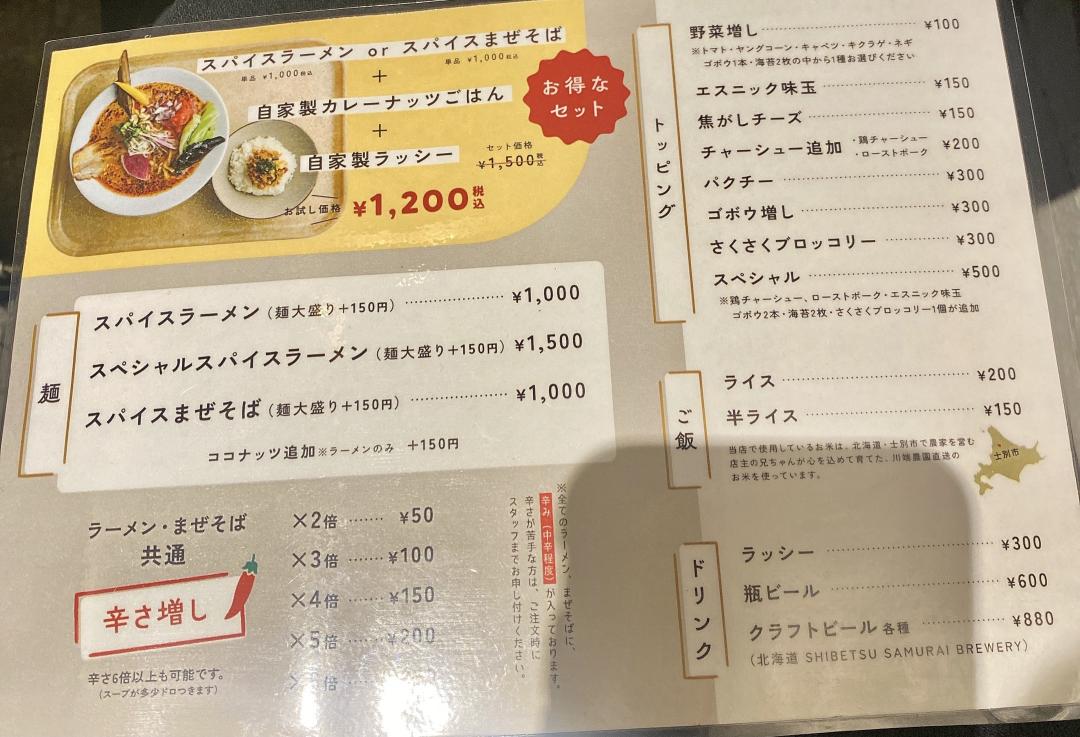 スパイスラーメン or スパイスまぜそば
単品 ¥1,000税込 単品 ¥1,000税込
+
自家製カレーナッツごはん
+
自家製ラッシー
お得な
セット
セット価格
¥1,500税込
お試し価格 ¥1,200税込
麺
スパイスラーメン(麺大盛り+150円) ¥1,000
スペシャルスパイスラーメン(麺大盛り+150円) ¥1,500
スパイスまぜそば(麺大盛り+150円) ¥1,000
ココナッツ追加※ラーメンのみ +150円
ラーメン・まぜそば
共通
辛さ増し
辛さ6倍以上も可能です。
(スープが多少ドロつきます)
×2倍 ¥50
×3倍 ¥100
×4倍 ¥150
×5倍 ¥200
※全てのラーメン、まぜそばに、
辛み(中辛程度)が入っております。
辛さが苦手な方は、ご注文時に
スタッフまでお申し付けください。
トッピング
野菜増し ¥100
※トマト・ヤングコーン・キャベツ・キクラゲ・ネギ
ゴボウ1本・海苔2枚の中から1種お選びください
エスニック味玉 ¥150
焦がしチーズ ¥150
チャーシュー追加 ・鶏チャーシュー ¥200
・ローストポーク
パクチー ¥300
ゴボウ増し ¥300
さくさくブロッコリー ¥300
スペシャル ¥500
※鶏チャーシュー、ローストポーク・エスニック味玉
ゴボウ2本・海苔2枚・さくさくブロッコリー1個が追加
ご飯
ライス ¥200
半ライス ¥150
当店で使用しているお米は、北海道・士別市で農家を営む
店主の兄ちゃんが心を込めて育てた、川端農園直送の
お米を使っています。
士別市
ドリンク
ラッシー ¥300
瓶ビール ¥600
クラフトビール 各種 ¥880
(北海道 SHIBETSU SAMURAI BREWERY)